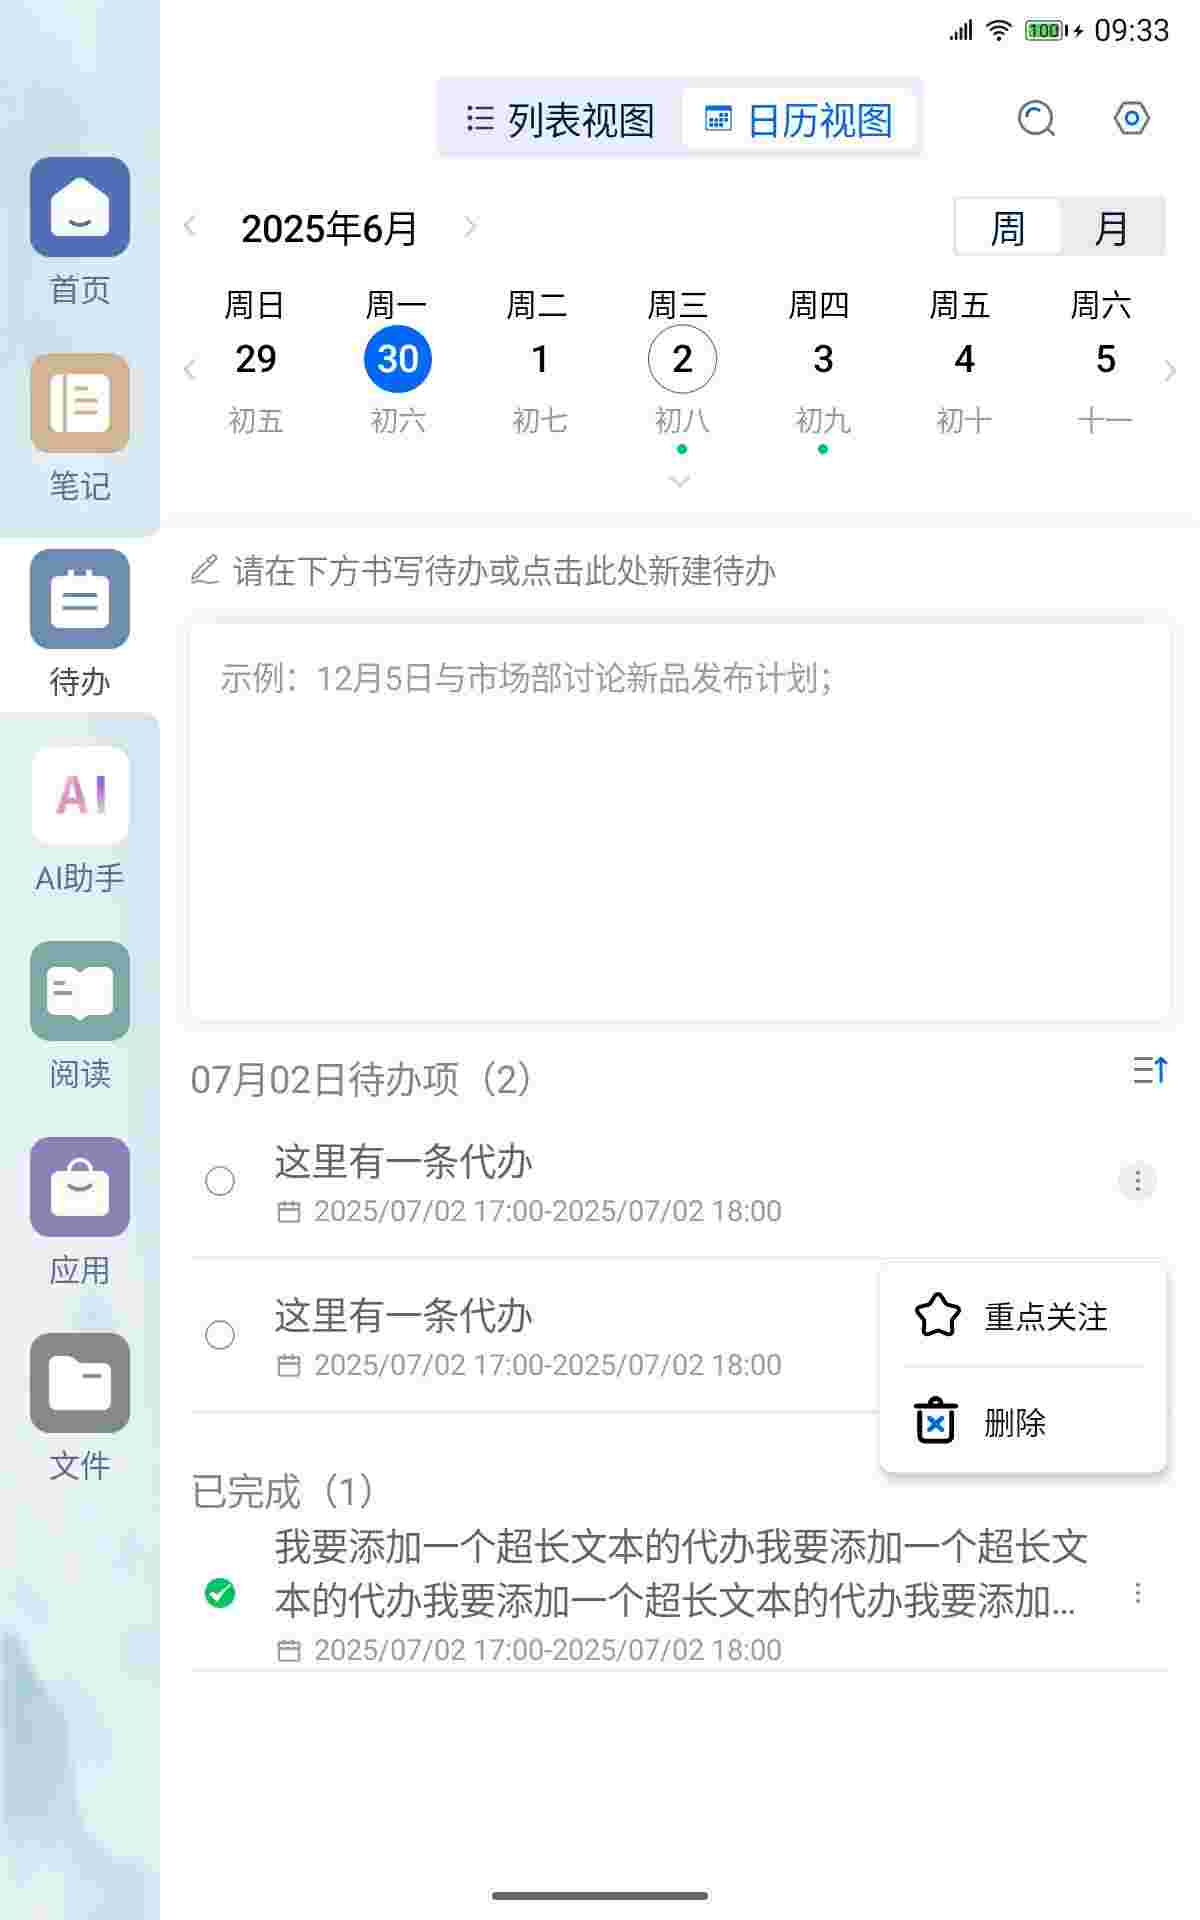 100 09:33
列表视图 日历视图
首页
笔记
待办
AI
AI助手
阅读
应用
文件
2025年6月
周 月
周日 周一 周二 周三 周四 周五 周六
29 30 1 2 3 4 5
初五 初六 初七 初八 初九 初十 十一
请在下方书写待办或点击此处新建待办
示例：12月5日与市场部讨论新品发布计划；
07月02日待办项（2）
这里有一条代办
2025/07/02 17:00-2025/07/02 18:00
这里有一条代办
2025/07/02 17:00-2025/07/02 18:00
重点关注
删除
已完成（1）
我要添加一个超长文本的代办我要添加一个超长文
本的代办我要添加一个超长文本的代办我要添加...
2025/07/02 17:00-2025/07/02 18:00